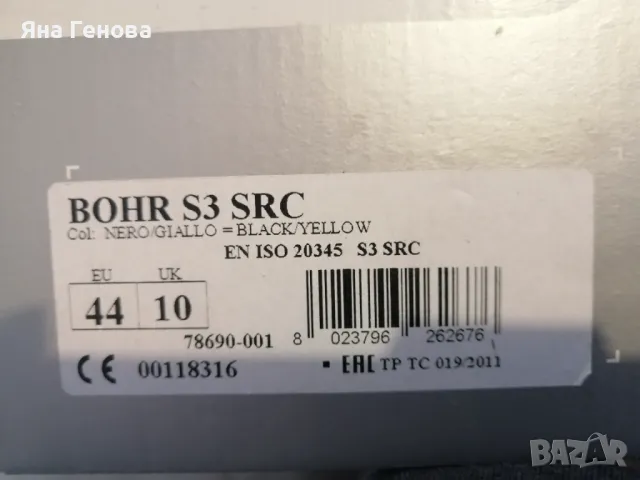 Яна Генова
BOHR S3 SRC
Col: NERO/GIALLO = BLACK/YELLOW
EN ISO 20345 S3 SRC
EU UK
44 10
78690-001
8 023796 262676
CE 00118316
EAC TP TC 019/2011
BAZAR